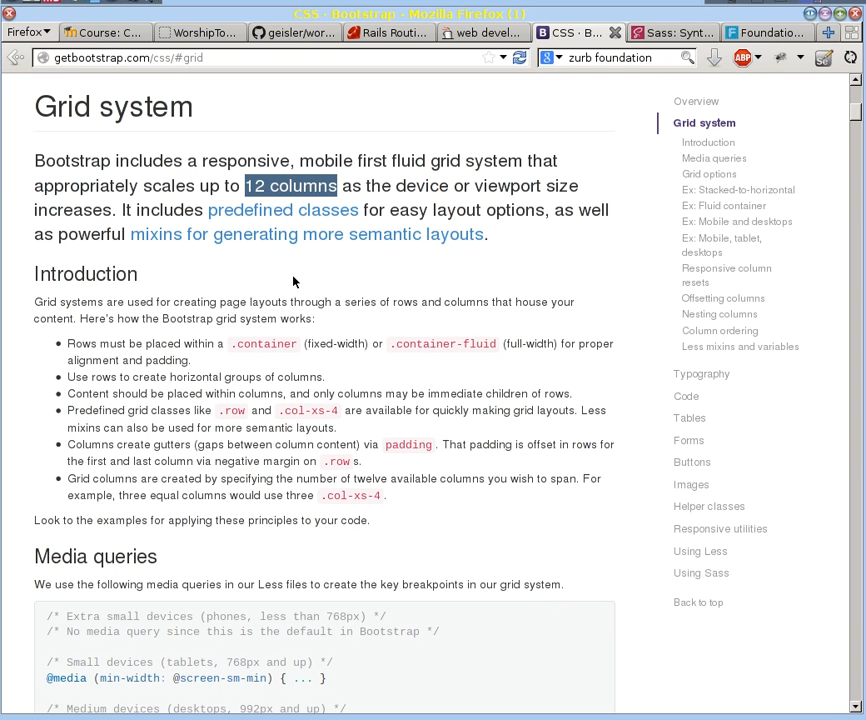 CSS · Bootstrap - Mozilla Firefox (1)
Firefox Course: C... WorshipTo... geisler/wor... Rails Routi... web devel... CSS · B... Sass: Synt... Foundatio...
getbootstrap.com/css/#grid zurb foundation ABP
Grid system
Bootstrap includes a responsive, mobile first fluid grid system that
appropriately scales up to 12 columns as the device or viewport size
increases. It includes predefined classes for easy layout options, as well
as powerful mixins for generating more semantic layouts.
Introduction
Grid systems are used for creating page layouts through a series of rows and columns that house your
content. Here's how the Bootstrap grid system works:
• Rows must be placed within a .container (fixed-width) or .container-fluid (full-width) for proper
alignment and padding.
• Use rows to create horizontal groups of columns.
• Content should be placed within columns, and only columns may be immediate children of rows.
• Predefined grid classes like .row and .col-xs-4 are available for quickly making grid layouts. Less
mixins can also be used for more semantic layouts.
• Columns create gutters (gaps between column content) via padding. That padding is offset in rows for
the first and last column via negative margin on .rows.
• Grid columns are created by specifying the number of twelve available columns you wish to span. For
example, three equal columns would use three .col-xs-4.
Look to the examples for applying these principles to your code.
Media queries
We use the following media queries in our Less files to create the key breakpoints in our grid system.
/* Extra small devices (phones, less than 768px) */
/* No media query since this is the default in Bootstrap */
/* Small devices (tablets, 768px and up) */
@media (min-width: @screen-sm-min) { ... }
/* Medium devices (desktops, 992px and up) */
Overview
Grid system
Introduction
Media queries
Grid options
Ex: Stacked-to-horizontal
Ex: Fluid container
Ex: Mobile and desktops
Ex: Mobile, tablet,
desktops
Responsive column
resets
Offsetting columns
Nesting columns
Column ordering
Less mixins and variables
Typography
Code
Tables
Forms
Buttons
Images
Helper classes
Responsive utilities
Using Less
Using Sass
Back to top